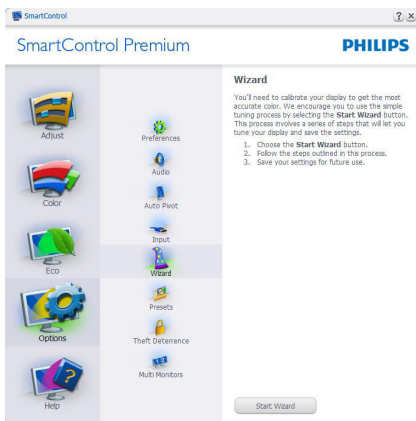 SmartControl
? x
SmartControl Premium
PHILIPS
Adjust
Color
Eco
Options
Help
Preferences
Audio
Auto Pivot
Input
Wizard
Presets
Theft Deterrence
Multi Monitors
Wizard
You'll need to calibrate your display to get the most
accurate color. We encourage you to use the simple
tuning process by selecting the Start Wizard button.
This process involves a series of steps that will let you
tune your display and save the settings.
1. Choose the Start Wizard button.
2. Follow the steps outlined in this process.
3. Save your settings for future use.
Start Wizard